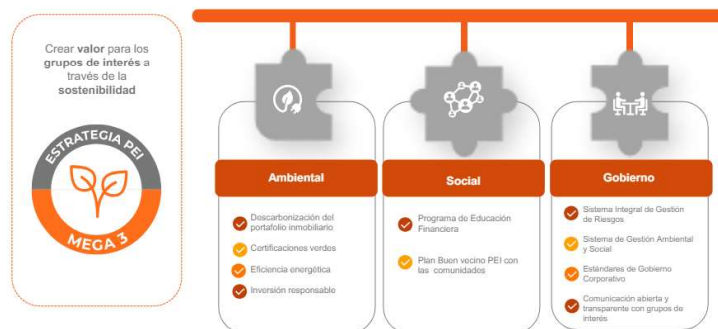 Crear valor para los
grupos de interés a
través de la
sostenibilidad
ESTRATEGIA PEI
MEGA 3
Ambiental
Descarbonización del
portafolio inmobiliario
Certificaciones verdes
Eficiencia energética
Inversión responsable
Social
Programa de Educación
Financiera
Plan Buen vecino PEI con
las comunidades
Gobierno
Sistema Integral de Gestión
de Riesgos
Sistema de Gestión Ambiental
y Social
Estándares de Gobierno
Corporativo
Comunicación abierta y
transparente con grupos de
interés